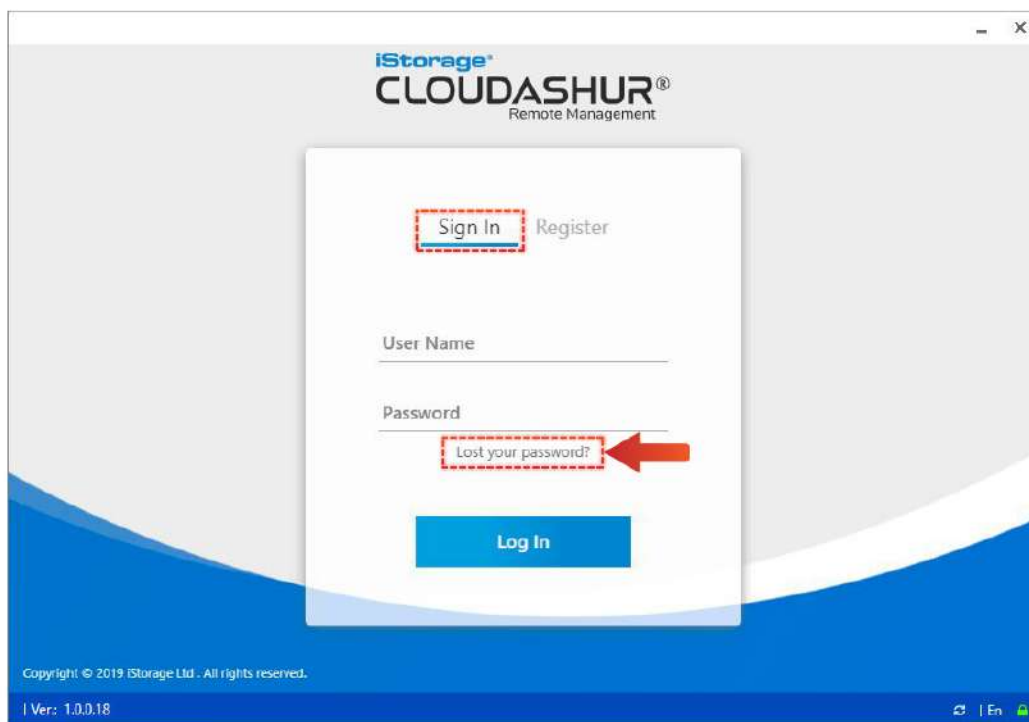 iStorage®
CLOUDASHUR®
Remote Management
Sign In Register
User Name
Password
Lost your password?
Log In
Copyright © 2019 iStorage Ltd . All rights reserved.
| Ver.: 1.0.0.18 | En